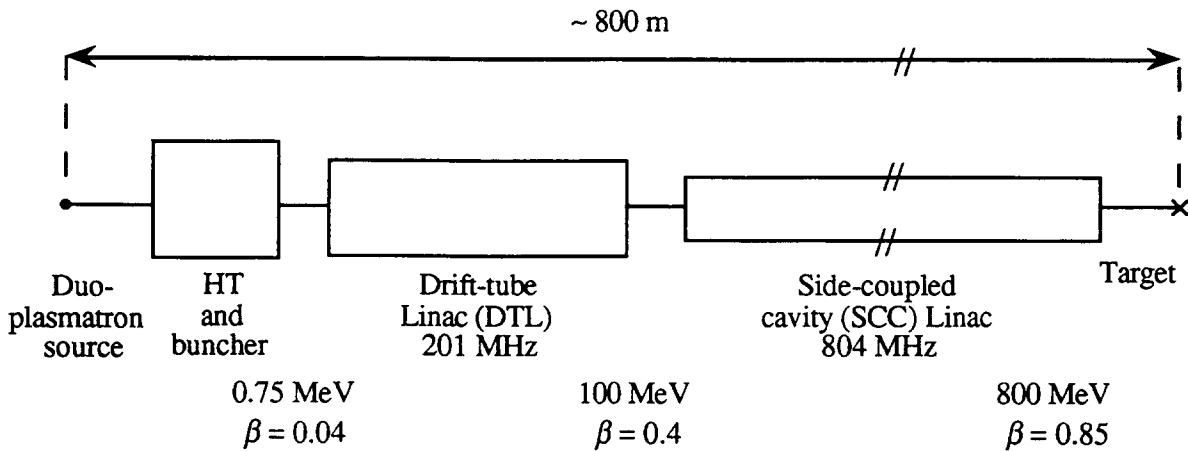 ~ 800 m
Duo-
plasmatron
source
HT
and
buncher
Drift-tube
Linac (DTL)
201 MHz
Side-coupled
cavity (SCC) Linac
804 MHz
Target
0.75 MeV
β = 0.04
100 MeV
β = 0.4
800 MeV
β = 0.85